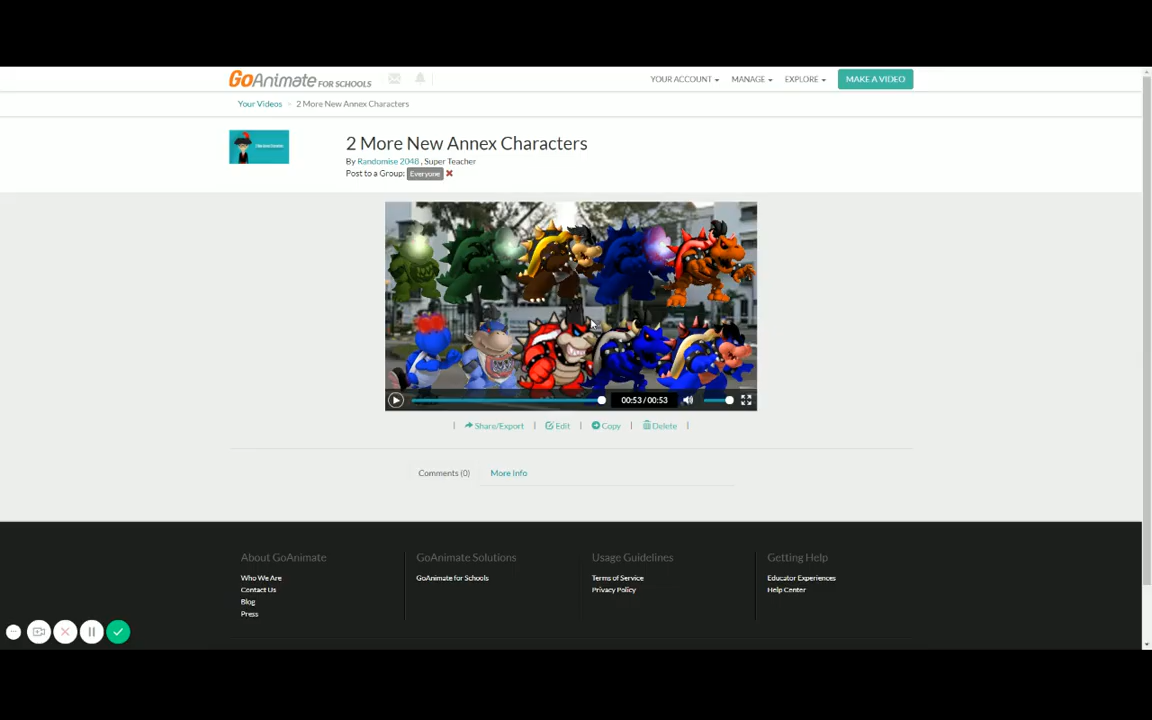 GoAnimate FOR SCHOOLS
YOUR ACCOUNT MANAGE EXPLORE MAKE A VIDEO
Your Videos > 2 More New Annex Characters
2 More New Annex Characters
By Randomise 2048 , Super Teacher
Post to a Group: Everyone
00:53 / 00:53
| Share/Export | Edit | Copy | Delete |
Comments (0) More Info
About GoAnimate GoAnimate Solutions Usage Guidelines Getting Help
Who We Are GoAnimate for Schools Terms of Service Educator Experiences
Contact Us Privacy Policy Help Center
Blog
Press